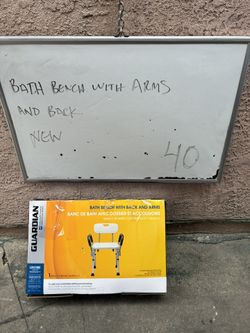 BATH BENCH WITH ARMS
AND BACK
NEW
40
GUARDIAN
BATH BENCH WITH BACK AND ARMS
BANC DE BAIN AVEC DOSSIER ET ACCOUDOIRS